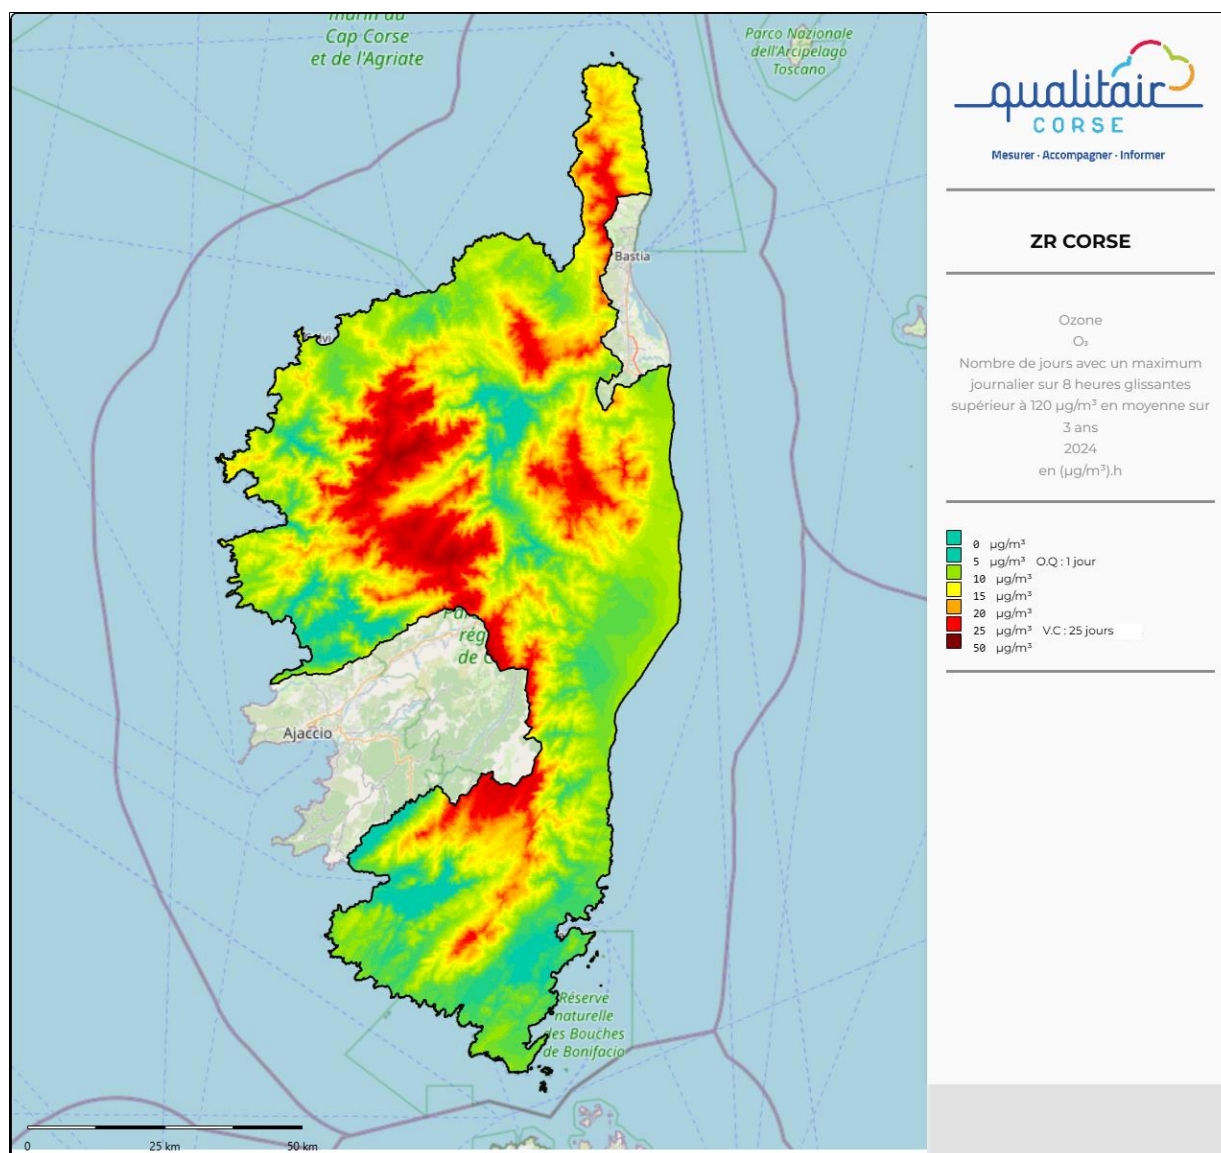 marin du
Cap Corse
et de l'Agriate
Parco Nazionale
dell'Arcipelago
Toscano
Bastia
Ajaccio
Réserve
naturelle
des Bouches
de Bonifacio
0 25 km 50 km
qualitair
CORSE
Mesurer · Accompagner · Informer
ZR CORSE
Ozone
O₃
Nombre de jours avec un maximum
journalier sur 8 heures glissantes
supérieur à 120 µg/m³ en moyenne sur
3 ans
2024
en (µg/m³).h
0 µg/m³
5 µg/m³ O.Q : 1 jour
10 µg/m³
15 µg/m³
20 µg/m³
25 µg/m³ V.C : 25 jours
50 µg/m³